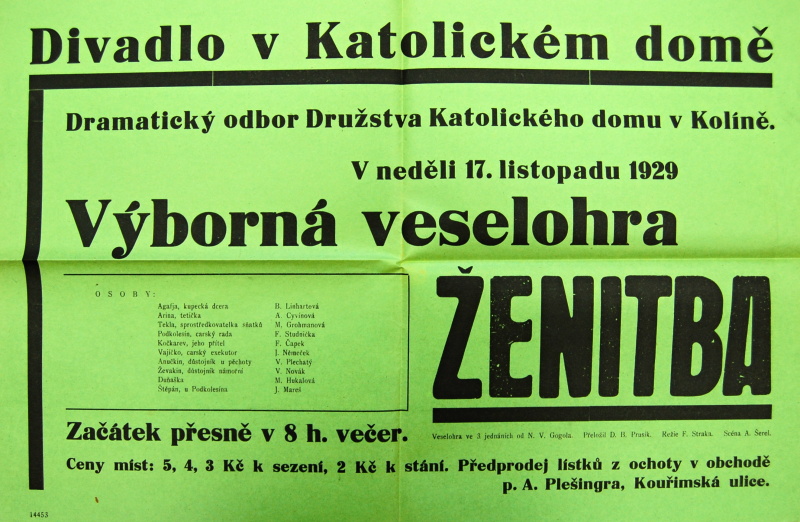 Divadlo v Katolickém domě
Dramatický odbor Družstva Katolického domu v Kolíně.
V neděli 17. listopadu 1929
Výborná veselohra
ŽENITBA
OSOBY:
Agafja, kupecká dcera B. Linhartová
Arina, tetička A. Cyvínová
Tekla, sprostředkovatelka sňatků M. Grohmanová
Podkolesin, carský rada F. Studnička
Kočkarev, jeho přítel F. Čapek
Vajíčko, carský exekutor J. Němeček
Anučkin, důstojník u pěchoty V. Plechatý
Ževakin, důstojník námořní V. Novák
Duňaška M. Hukalová
Štěpán, u Podkolesina J. Mareš
Veselohra ve 3 jednáních od N. V. Gogola. Přeložil D. B. Prusík. Režie F. Straka. Scéna A. Šerel.
Začátek přesně v 8 h. večer.
Ceny míst: 5, 4, 3 Kč k sezení, 2 Kč k stání. Předprodej lístků z ochoty v obchodě
p. A. Plešingra, Kouřimská ulice.
14453